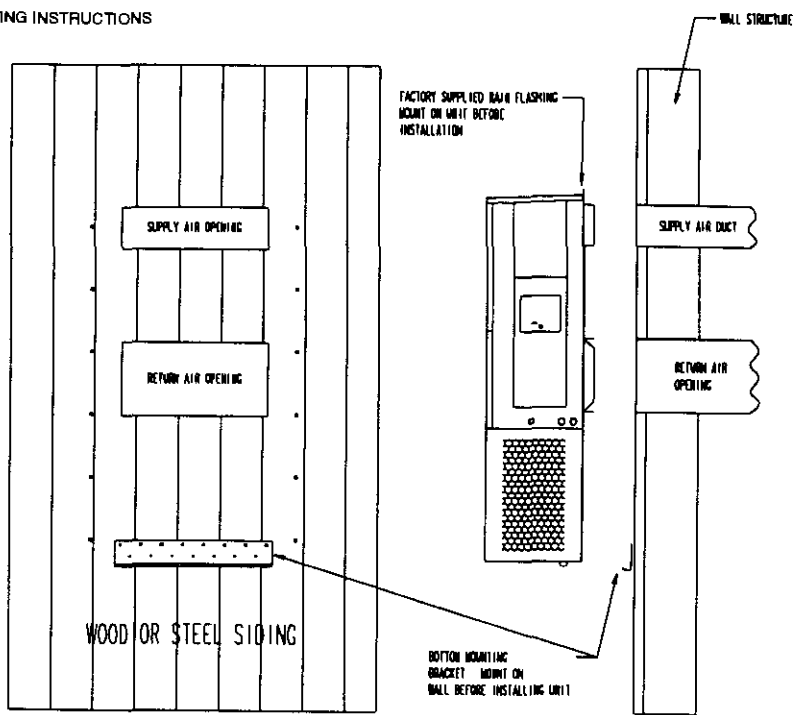 ING INSTRUCTIONS
WALL STRUCTURE
FACTORY SUPPLIED RAIN FLASHING
MOUNT ON UNIT BEFORE
INSTALLATION
SUPPLY AIR OPENING
SUPPLY AIR DUCT
RETURN AIR OPENING
RETURN AIR
OPENING
WOOD OR STEEL SIDING
BOTTOM MOUNTING
BRACKET MOUNT ON
WALL BEFORE INSTALLING UNIT